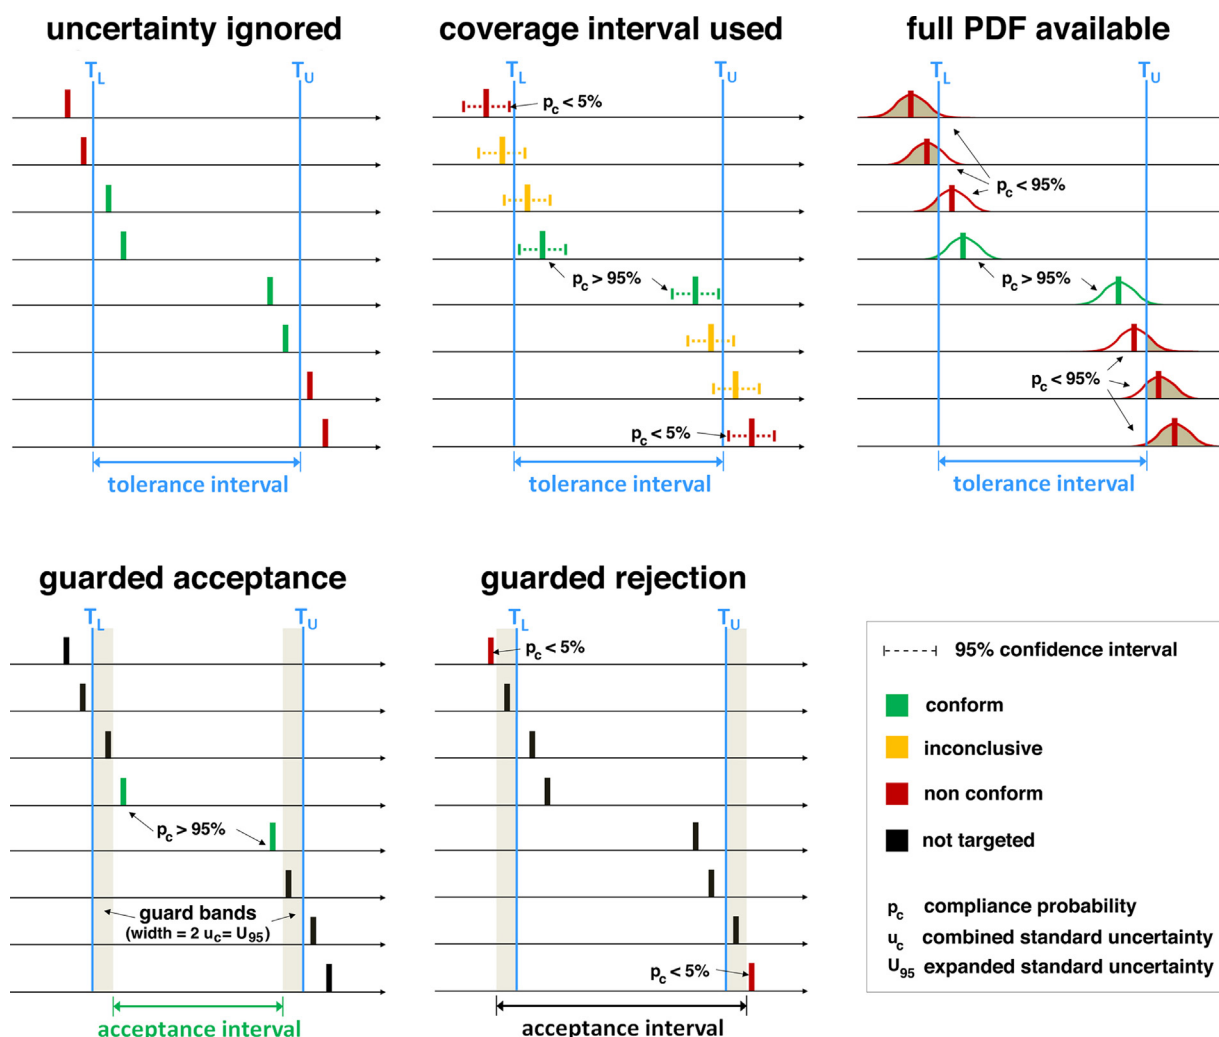 uncertainty ignored
T_L
T_U
tolerance interval
coverage interval used
T_L
T_U
p_c < 5%
p_c > 95%
p_c < 5%
tolerance interval
full PDF available
T_L
T_U
p_c < 95%
p_c > 95%
p_c < 95%
tolerance interval
guarded acceptance
T_L
T_U
p_c > 95%
guard bands
(width = 2 u_c = U_95)
acceptance interval
guarded rejection
T_L
T_U
p_c < 5%
p_c < 5%
acceptance interval
95% confidence interval
conform
inconclusive
non conform
not targeted
p_c compliance probability
u_c combined standard uncertainty
U_95 expanded standard uncertainty